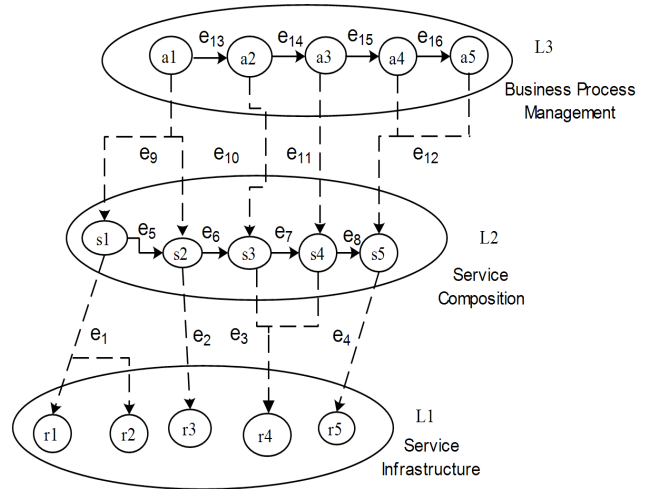 e13 e14 e15 e16
a1 a2 a3 a4 a5
L3
Business Process
Management
e9 e10 e11 e12
s1 e5 s2 e6 s3 e7 s4 e8 s5
L2
Service
Composition
e1 e2 e3 e4
r1 r2 r3 r4 r5
L1
Service
Infrastructure